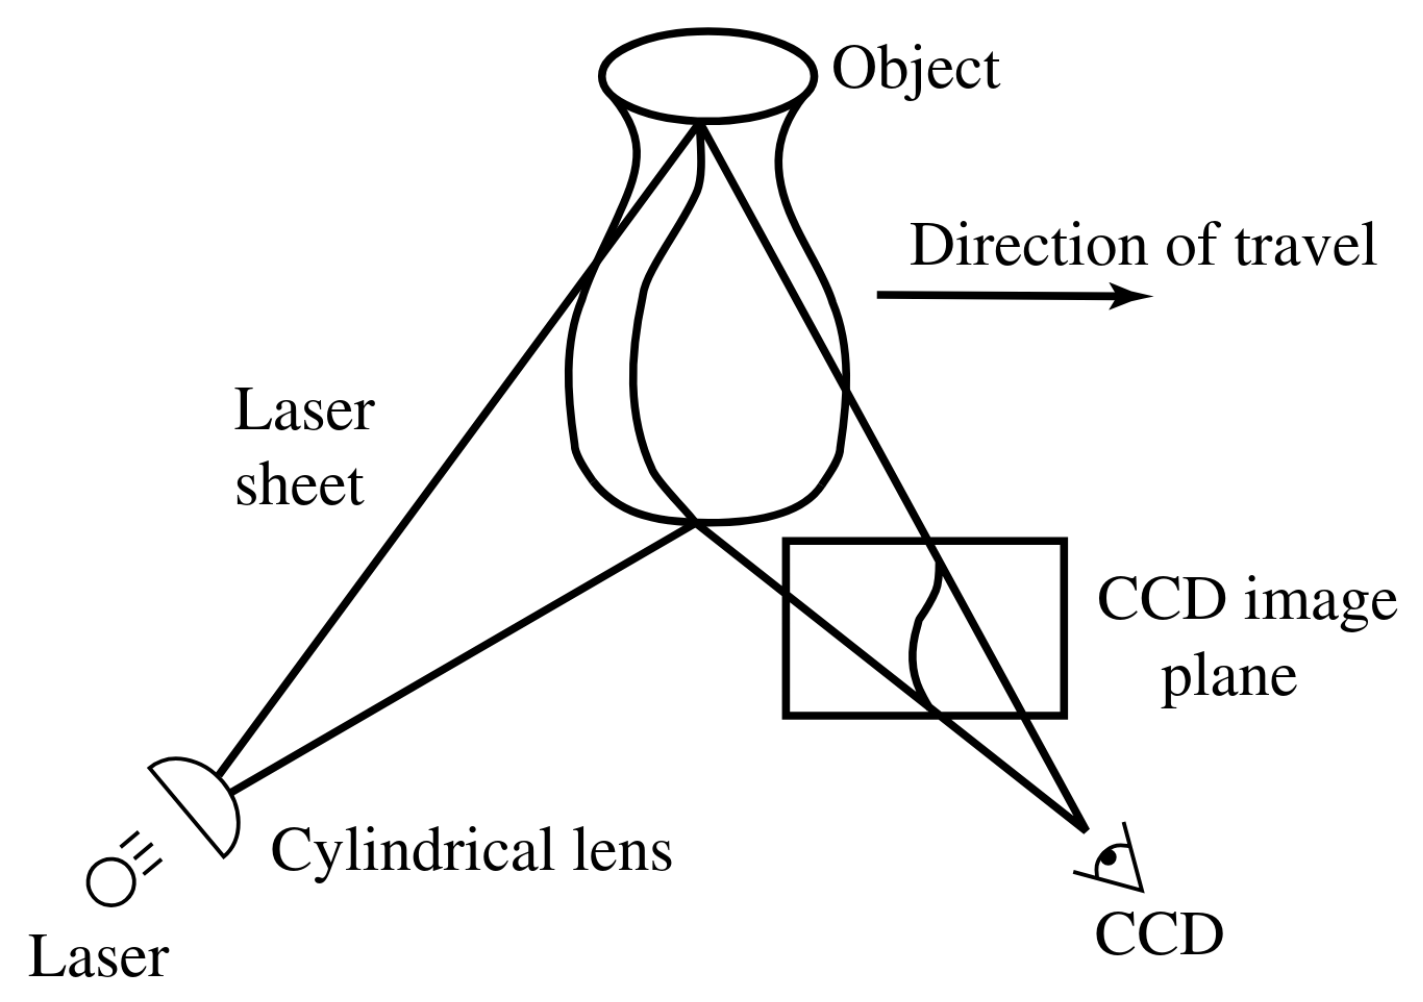 Object
Direction of travel
Laser
sheet
CCD image
plane
Cylindrical lens
CCD
Laser